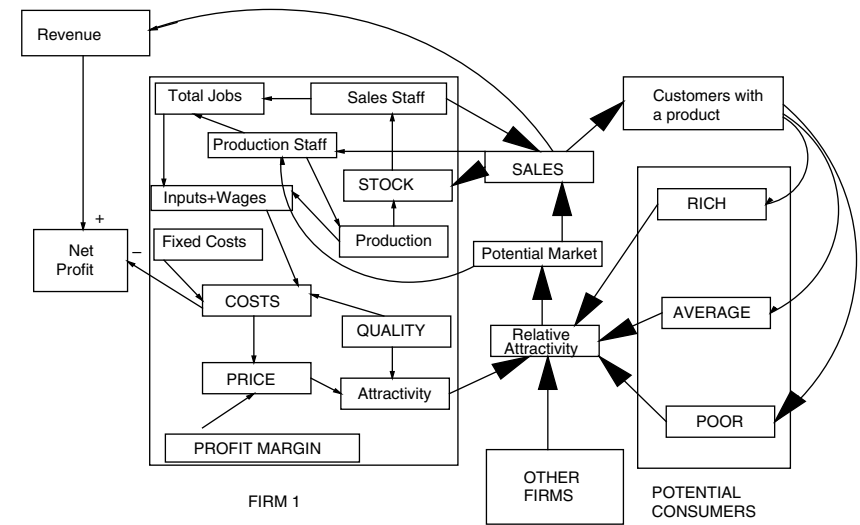 Revenue
Total Jobs
Sales Staff
Customers with
a product
Production Staff
SALES
STOCK
Inputs+Wages
RICH
+
Fixed Costs
Production
Net
Profit
–
Potential Market
COSTS
AVERAGE
QUALITY
Relative
Attractivity
PRICE
Attractivity
POOR
PROFIT MARGIN
OTHER
FIRMS
FIRM 1
POTENTIAL
CONSUMERS